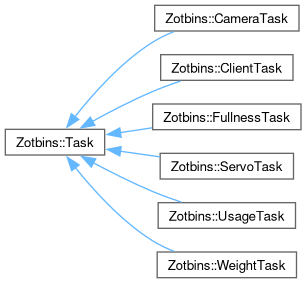 Zotbins::CameraTask
Zotbins::ClientTask
Zotbins::FullnessTask
Zotbins::Task
Zotbins::ServoTask
Zotbins::UsageTask
Zotbins::WeightTask